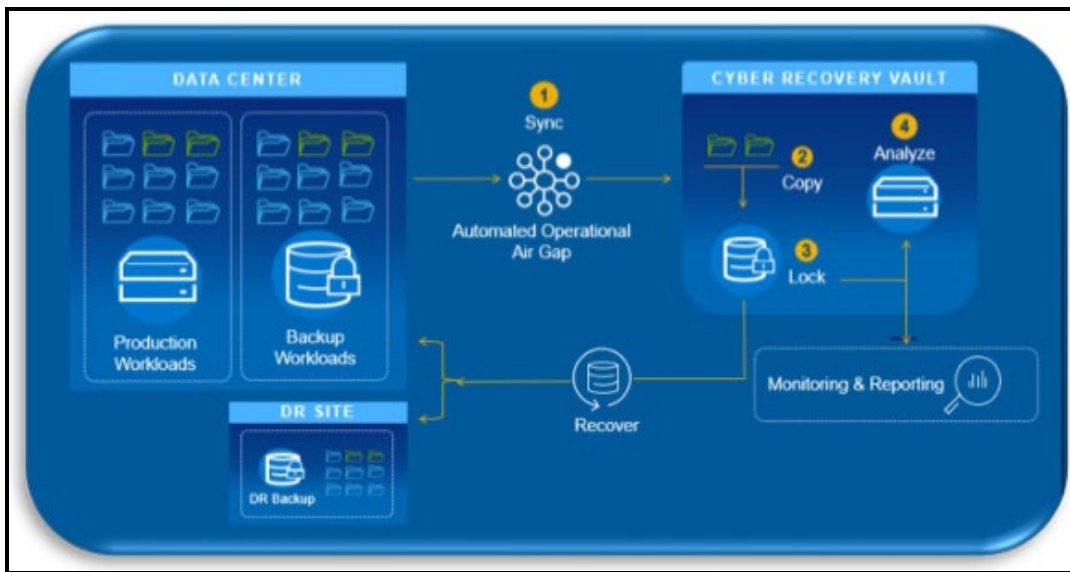 DATA CENTER
Production
Workloads
Backup
Workloads
1
Sync
Automated Operational
Air Gap
CYBER RECOVERY VAULT
2
Copy
3
Lock
4
Analyze
Monitoring & Reporting
Recover
DR SITE
DR Backup